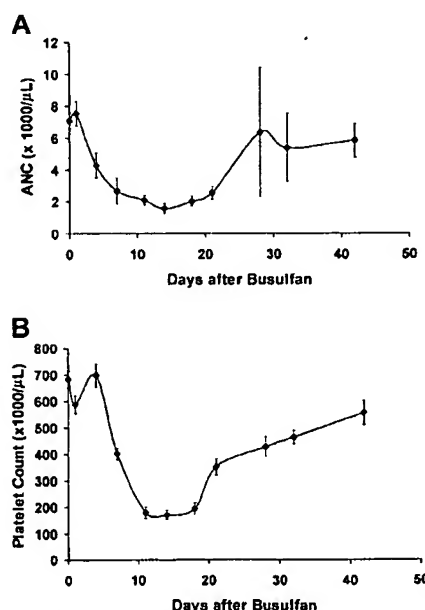 A
ANC (x 1000/µL)
12
10
8
6
4
2
0
0 10 20 30 40 50
Days after Busulfan
B
Platelet Count (x1000/µL)
800
700
600
500
400
300
200
100
0
0 10 20 30 40 50
Days after Busulfan